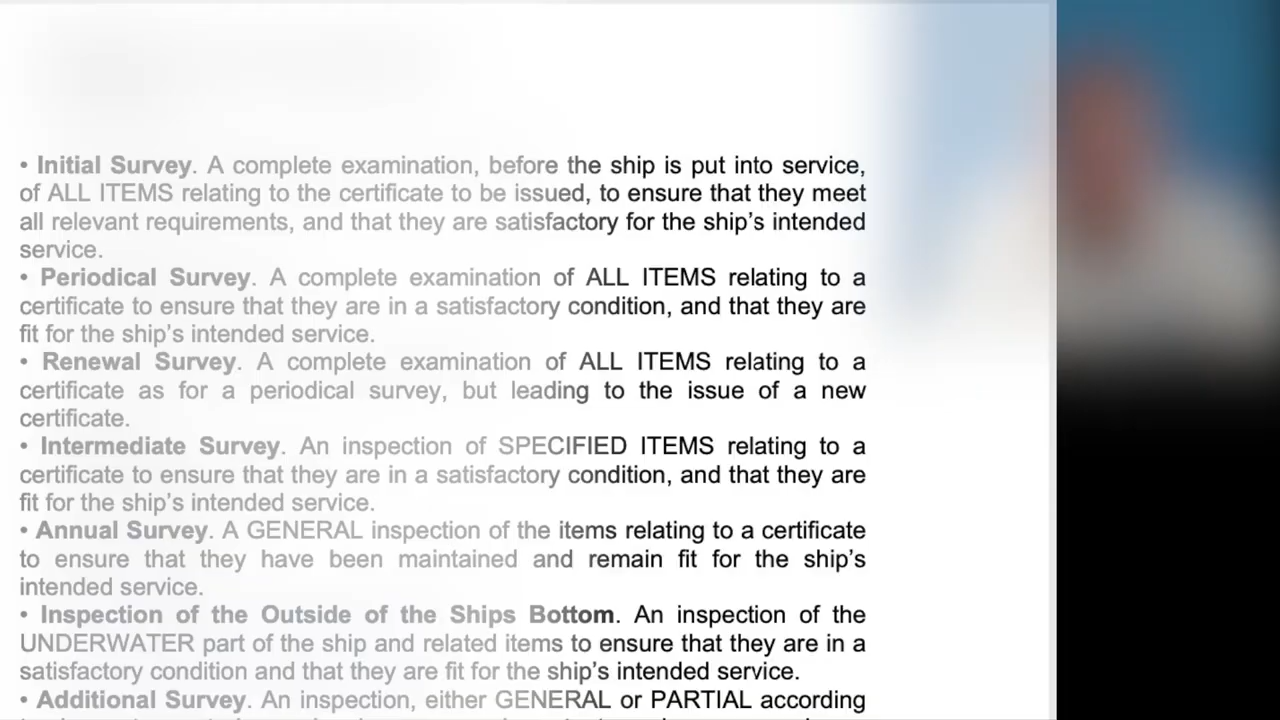 • Initial Survey. A complete examination, before the ship is put into service,
of ALL ITEMS relating to the certificate to be issued, to ensure that they meet
all relevant requirements, and that they are satisfactory for the ship’s intended
service.
• Periodical Survey. A complete examination of ALL ITEMS relating to a
certificate to ensure that they are in a satisfactory condition, and that they are
fit for the ship’s intended service.
• Renewal Survey. A complete examination of ALL ITEMS relating to a
certificate as for a periodical survey, but leading to the issue of a new
certificate.
• Intermediate Survey. An inspection of SPECIFIED ITEMS relating to a
certificate to ensure that they are in a satisfactory condition, and that they are
fit for the ship’s intended service.
• Annual Survey. A GENERAL inspection of the items relating to a certificate
to ensure that they have been maintained and remain fit for the ship’s
intended service.
• Inspection of the Outside of the Ships Bottom. An inspection of the
UNDERWATER part of the ship and related items to ensure that they are in a
satisfactory condition and that they are fit for the ship’s intended service.
• Additional Survey. An inspection, either GENERAL or PARTIAL according